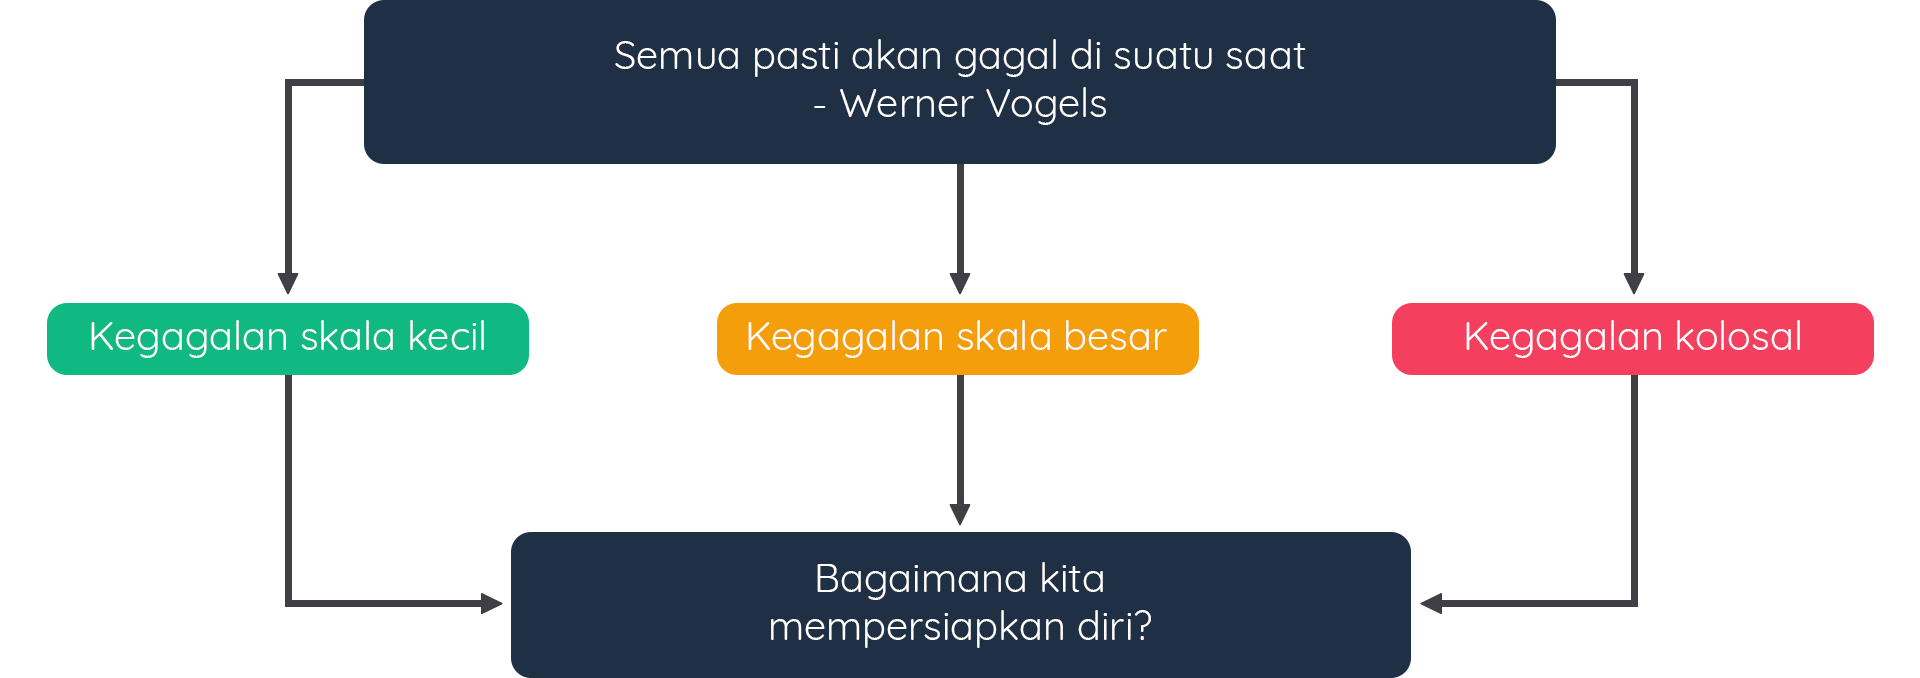 Semua pasti akan gagal di suatu saat
- Werner Vogels
Kegagalan skala kecil
Kegagalan skala besar
Kegagalan kolosal
Bagaimana kita
mempersiapkan diri?